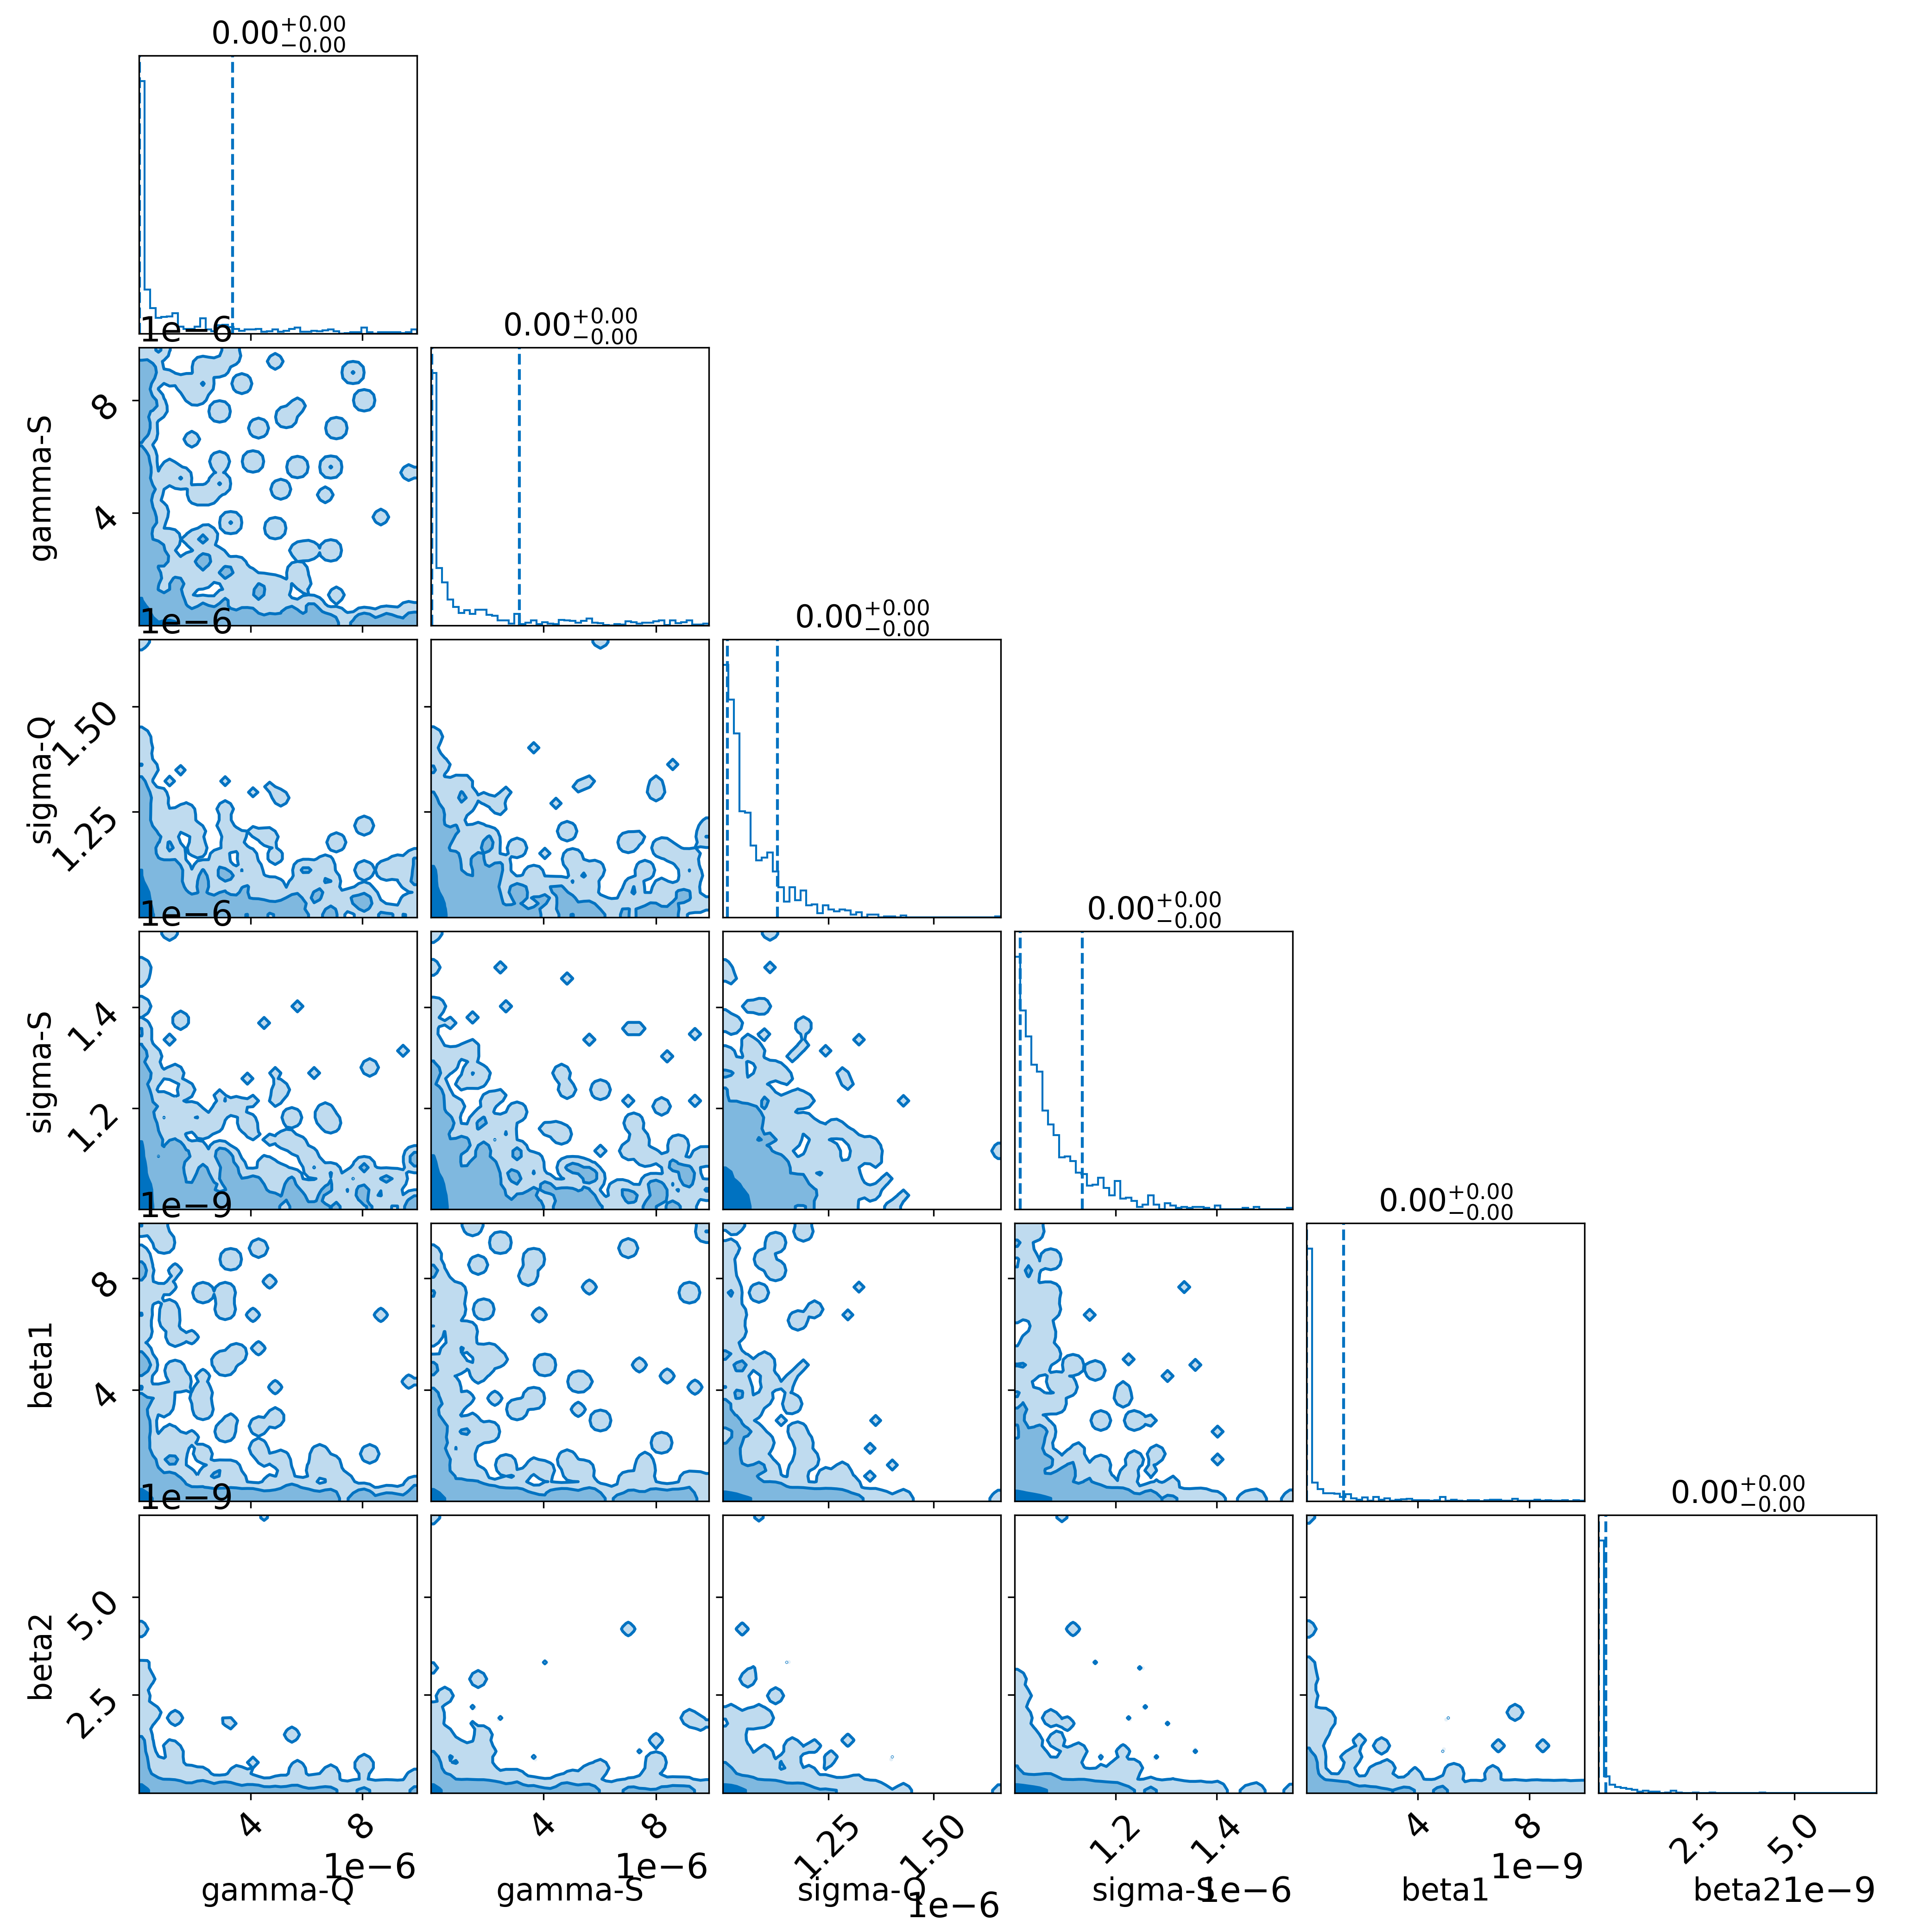 0.00+0.00−0.00
1e−6
0.00+0.00−0.00
8
4
gamma-S
1e−6
0.00+0.00−0.00
1.50
1.25
sigma-Q
1e−6
0.00+0.00−0.00
1.4
1.2
sigma-S
1e−9
0.00+0.00−0.00
8
4
beta1
1e−9
0.00+0.00−0.00
5.0
2.5
beta2
4 8 4 8 1.25 1.50 1.2 1.4 4 8 2.5 5.0
1e−6 1e−6 1e−6 1e−6 1e−9 1e−9
gamma-Q gamma-S sigma-Q sigma-S beta1 beta2